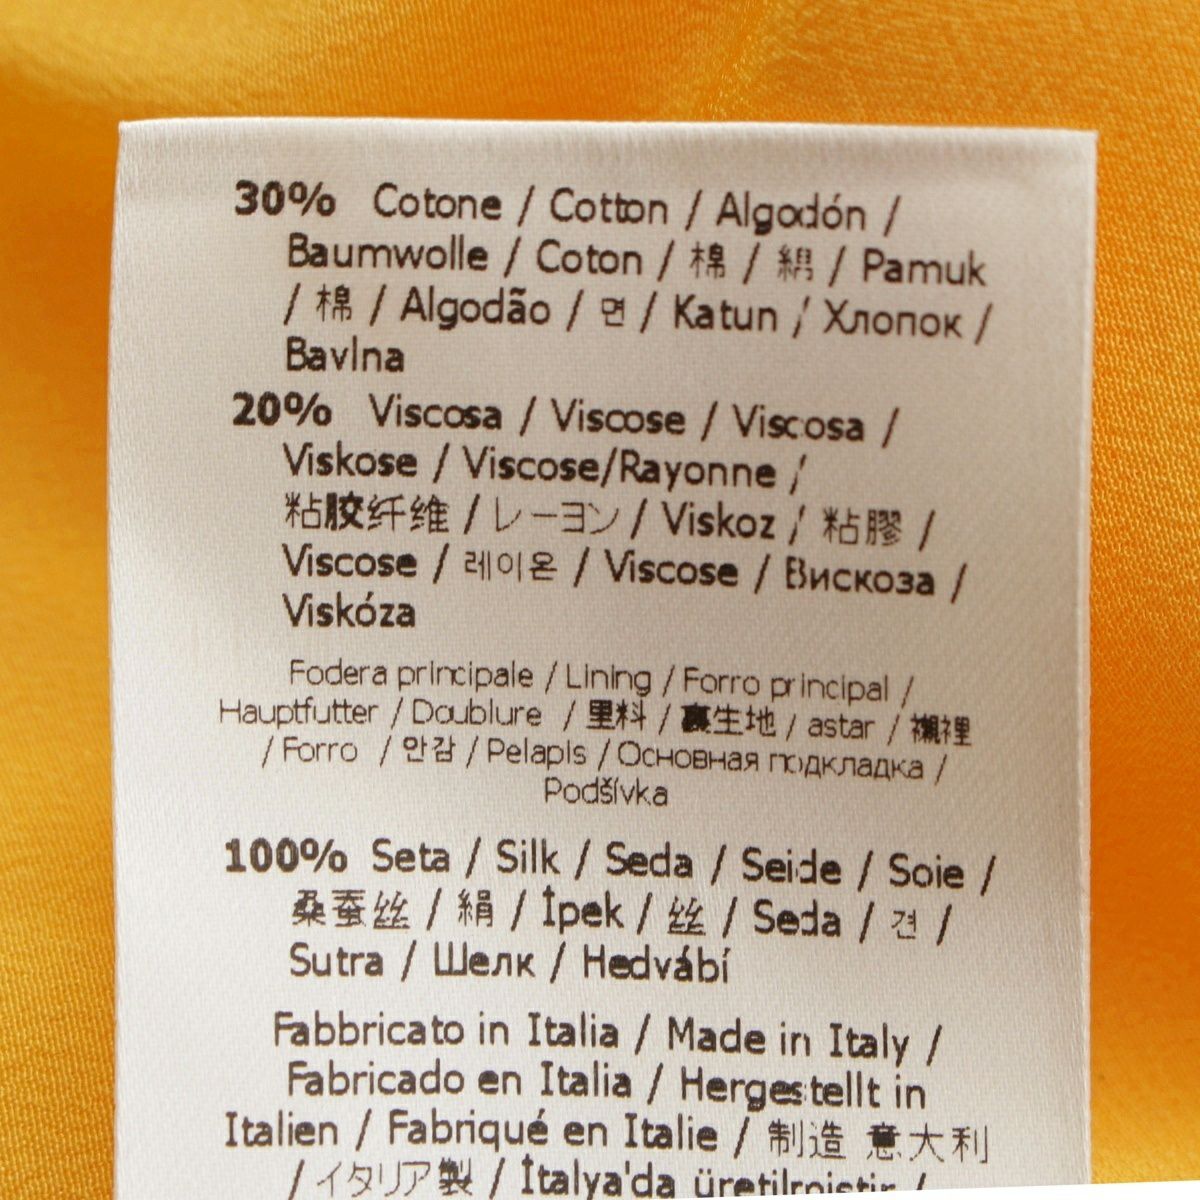 30% Cotone / Cotton / Algodón /
Baumwolle / Coton / 棉 / 綿 / Pamuk
/ 棉 / Algodão / 면 / Katun / Хлопок /
Bavlna
20% Viscosa / Viscose / Viscosa /
Viskose / Viscose/Rayonne /
粘胶纤维 / レーヨン / Viskoz / 粘膠 /
Viscose / 레이온 / Viscose / Вискоза /
Viskóza
Fodera principale / Lining / Forro principal /
Hauptfutter / Doublure / 里料 / 裏生地 / astar / 襯裡
/ Forro / 안감 / Pelapis / Основная подкладка /
Podšívka
100% Seta / Silk / Seda / Seide / Soie /
桑蚕丝 / 絹 / İpek / 丝 / Seda / 견 /
Sutra / Шелк / Hedvábí
Fabbricato in Italia / Made in Italy /
Fabricado en Italia / Hergestellt in
Italien / Fabriqué en Italie / 制造 意大利
/ イタリア製 / İtalya'da üretilmiştir /